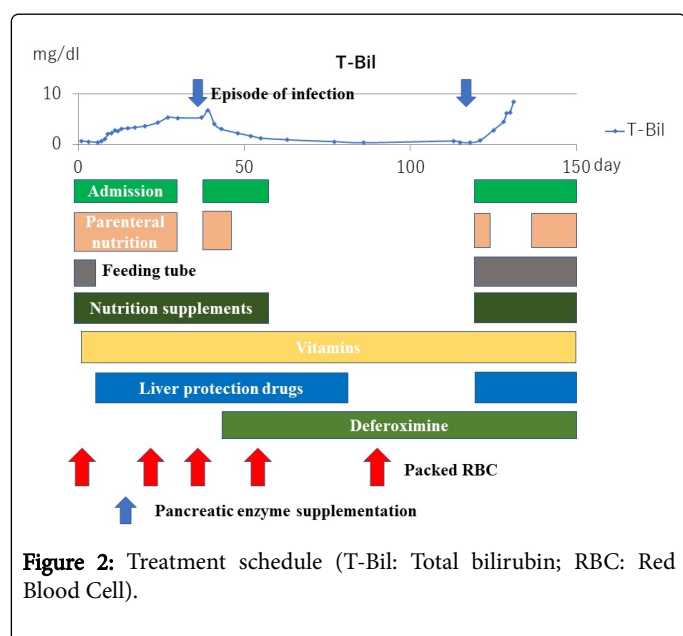 T-Bil
mg/dl
10
Episode of infection
0
T-Bil
0 50 100 150 day
Admission
Parenteral
nutrition
Feeding tube
Nutrition supplements
Vitamins
Liver protection drugs
Deferoximine
Packed RBC
Pancreatic enzyme supplementation
Figure 2: Treatment schedule (T-Bil: Total bilirubin; RBC: Red
Blood Cell).